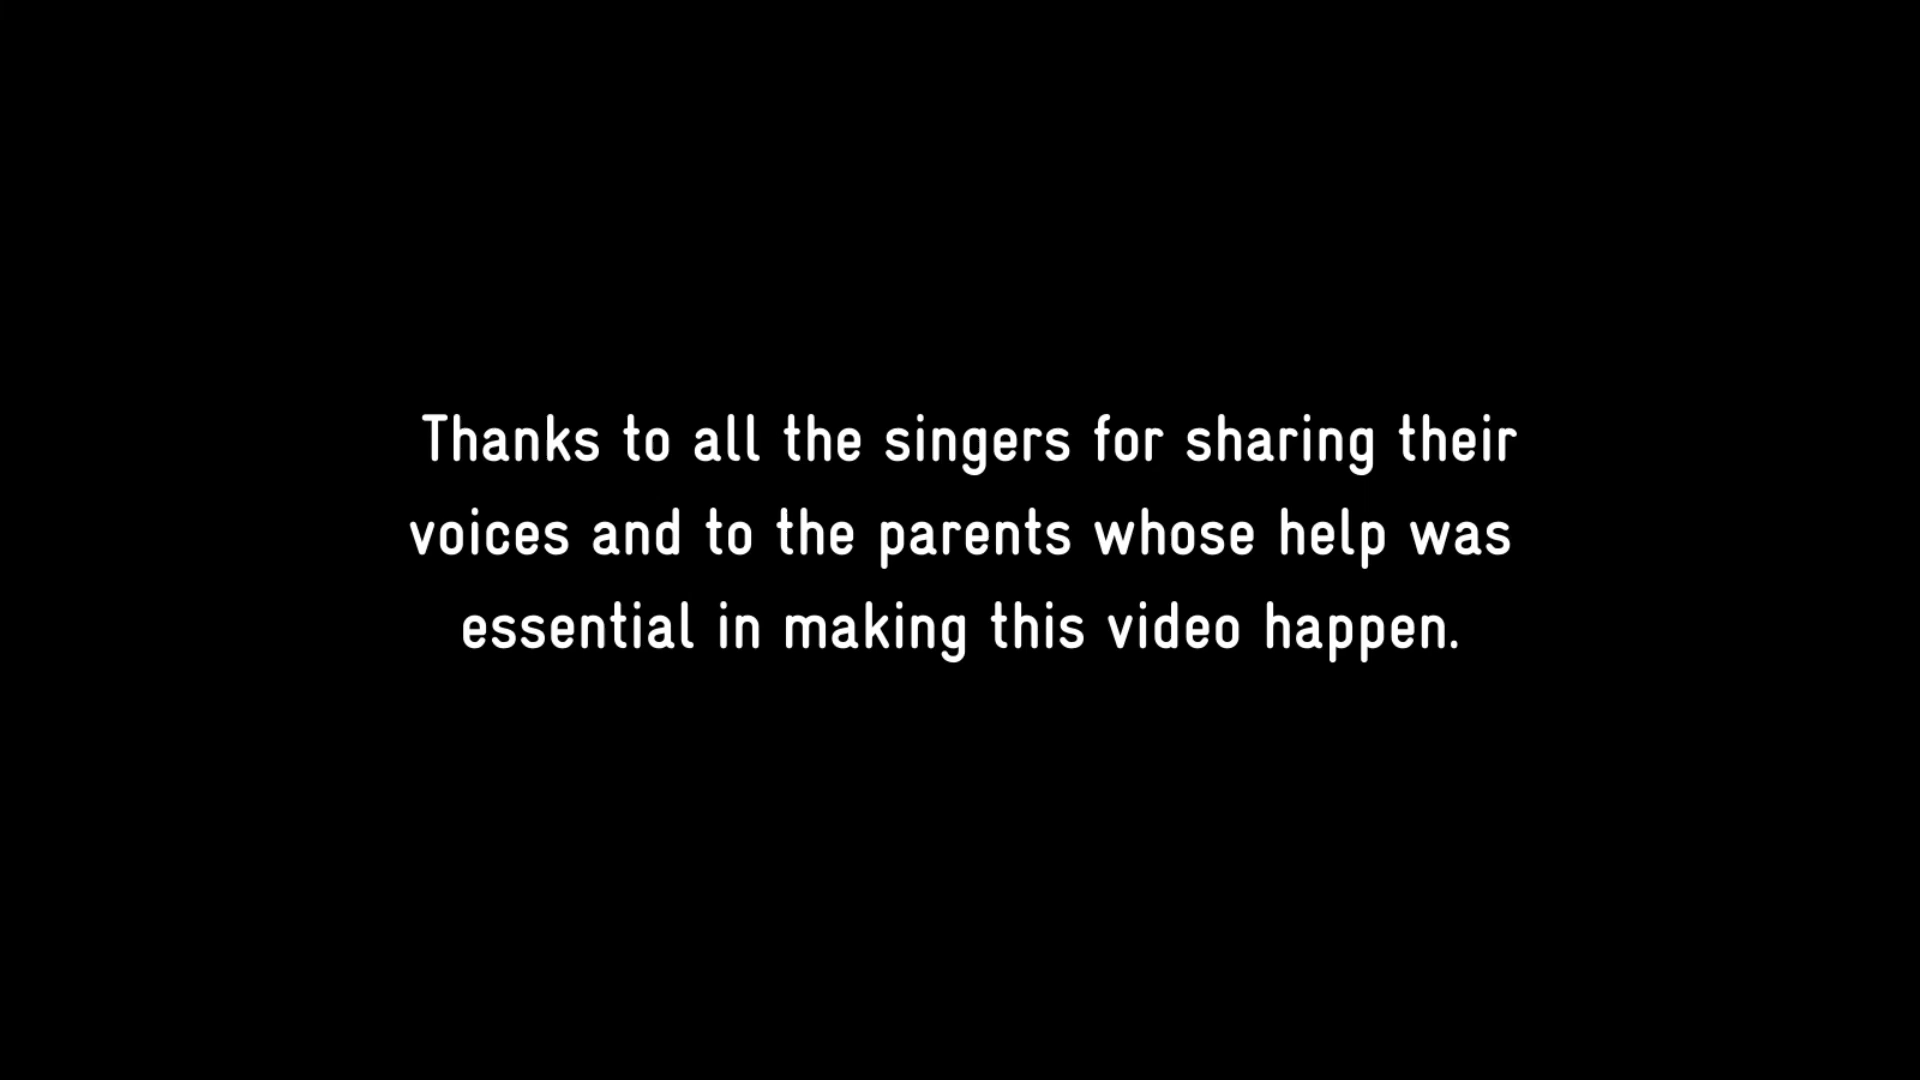 Thanks to all the singers for sharing their
voices and to the parents whose help was
essential in making this video happen.